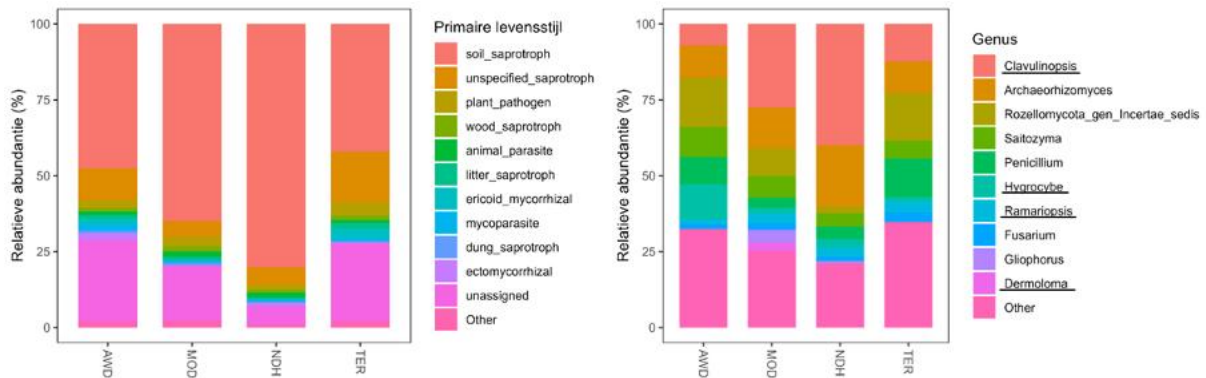 Relatieve abundantie (%)
100
75
50
25
0
AWD
MOD
NDH
TER
Primaire levensstijl
soil_saprotroph
unspecified_saprotroph
plant_pathogen
wood_saprotroph
animal_parasite
litter_saprotroph
ericoid_mycorrhizal
mycoparasite
dung_saprotroph
ectomycorrhizal
unassigned
Other
Relatieve abundantie (%)
100
75
50
25
0
AWD
MOD
NDH
TER
Genus
Clavulinopsis
Archaeorhizomyces
Rozellomycota_gen_Incertae_sedis
Saitozyma
Penicillium
Hygrocybe
Ramariopsis
Fusarium
Gliophorus
Dermoloma
Other